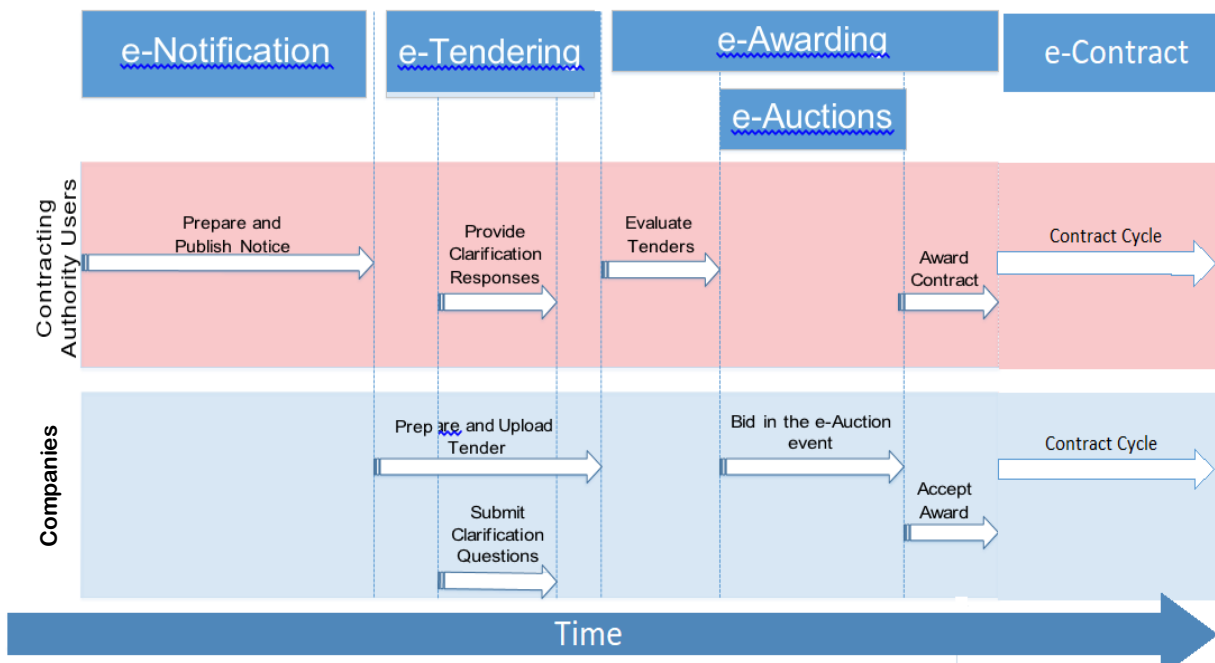 e-Notification
e-Tendering
e-Awarding
e-Contract
e-Auctions
Contracting
Authority Users
Prepare and
Publish Notice
Provide
Clarification
Responses
Evaluate
Tenders
Award
Contract
Contract Cycle
Companies
Prepare and Upload
Tender
Submit
Clarification
Questions
Bid in the e-Auction
event
Accept
Award
Contract Cycle
Time